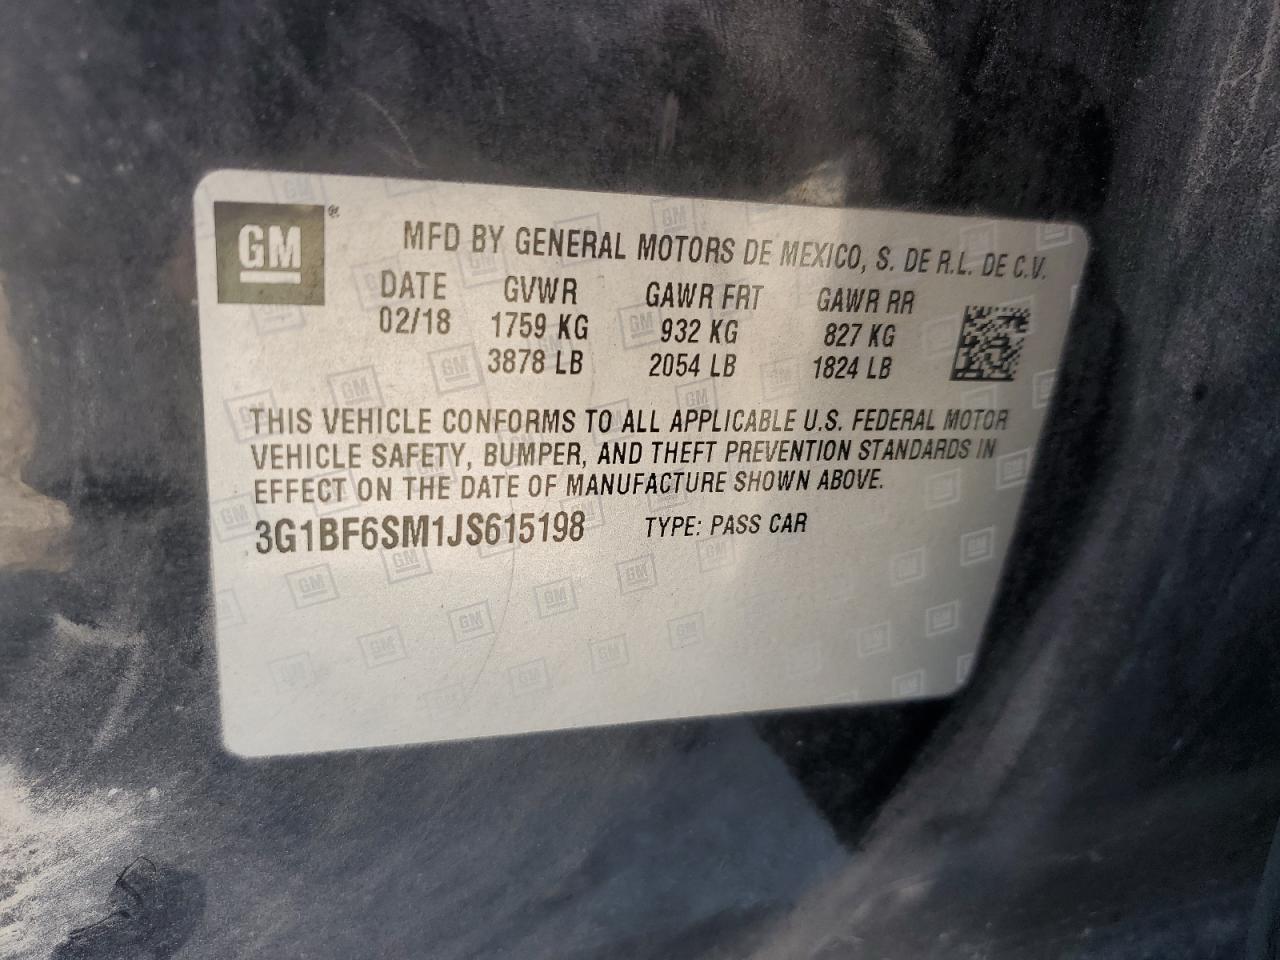 GM®
MFD BY GENERAL MOTORS DE MEXICO, S. DE R.L. DE C.V.
DATE GVWR GAWR FRT GAWR RR
02/18 1759 KG 932 KG 827 KG
3878 LB 2054 LB 1824 LB
THIS VEHICLE CONFORMS TO ALL APPLICABLE U.S. FEDERAL MOTOR
VEHICLE SAFETY, BUMPER, AND THEFT PREVENTION STANDARDS IN
EFFECT ON THE DATE OF MANUFACTURE SHOWN ABOVE.
3G1BF6SM1JS615198 TYPE: PASS CAR